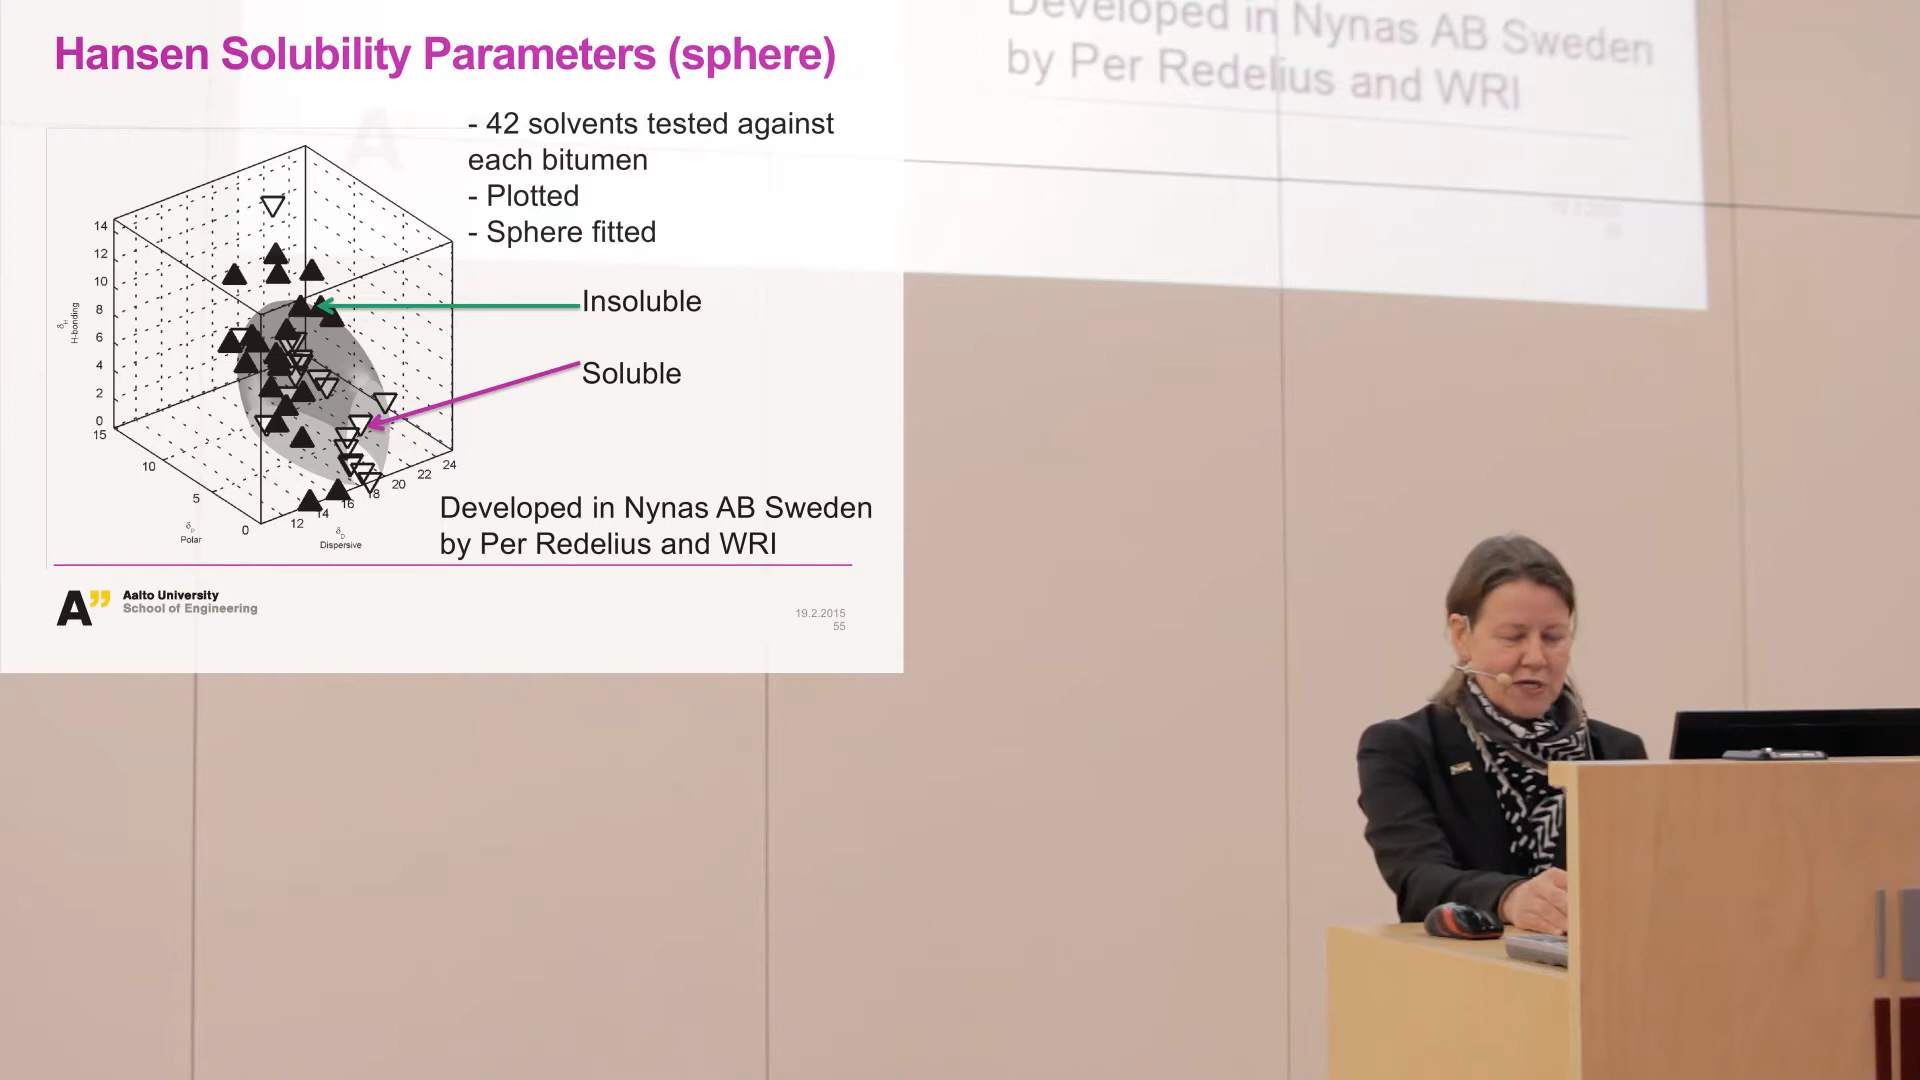 Hansen Solubility Parameters (sphere)
- 42 solvents tested against
each bitumen
- Plotted
- Sphere fitted
Insoluble
Soluble
14
12
10
8
6
4
2
0
δH
H-bonding
15
10
5
0
δP
Polar
12
14
16
18
20
22
24
δD
Dispersive
Developed in Nynas AB Sweden
by Per Redelius and WRI
A”
Aalto University
School of Engineering
19.2.2015
55
Developed in Nynas AB Sweden
by Per Redelius and WRI